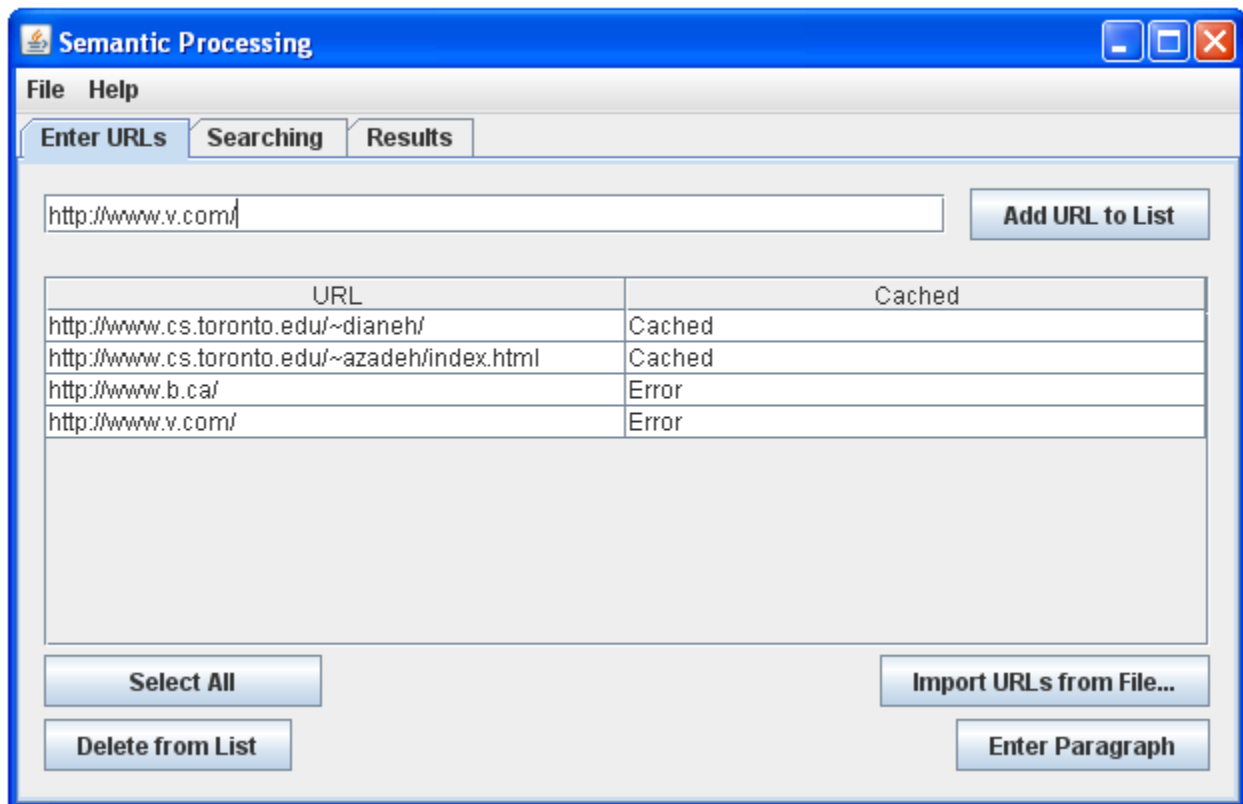 Semantic Processing
File Help
Enter URLs Searching Results
http://www.v.com/ Add URL to List
URL Cached
http://www.cs.toronto.edu/~dianeh/ Cached
http://www.cs.toronto.edu/~azadeh/index.html Cached
http://www.b.ca/ Error
http://www.v.com/ Error
Select All Import URLs from File...
Delete from List Enter Paragraph